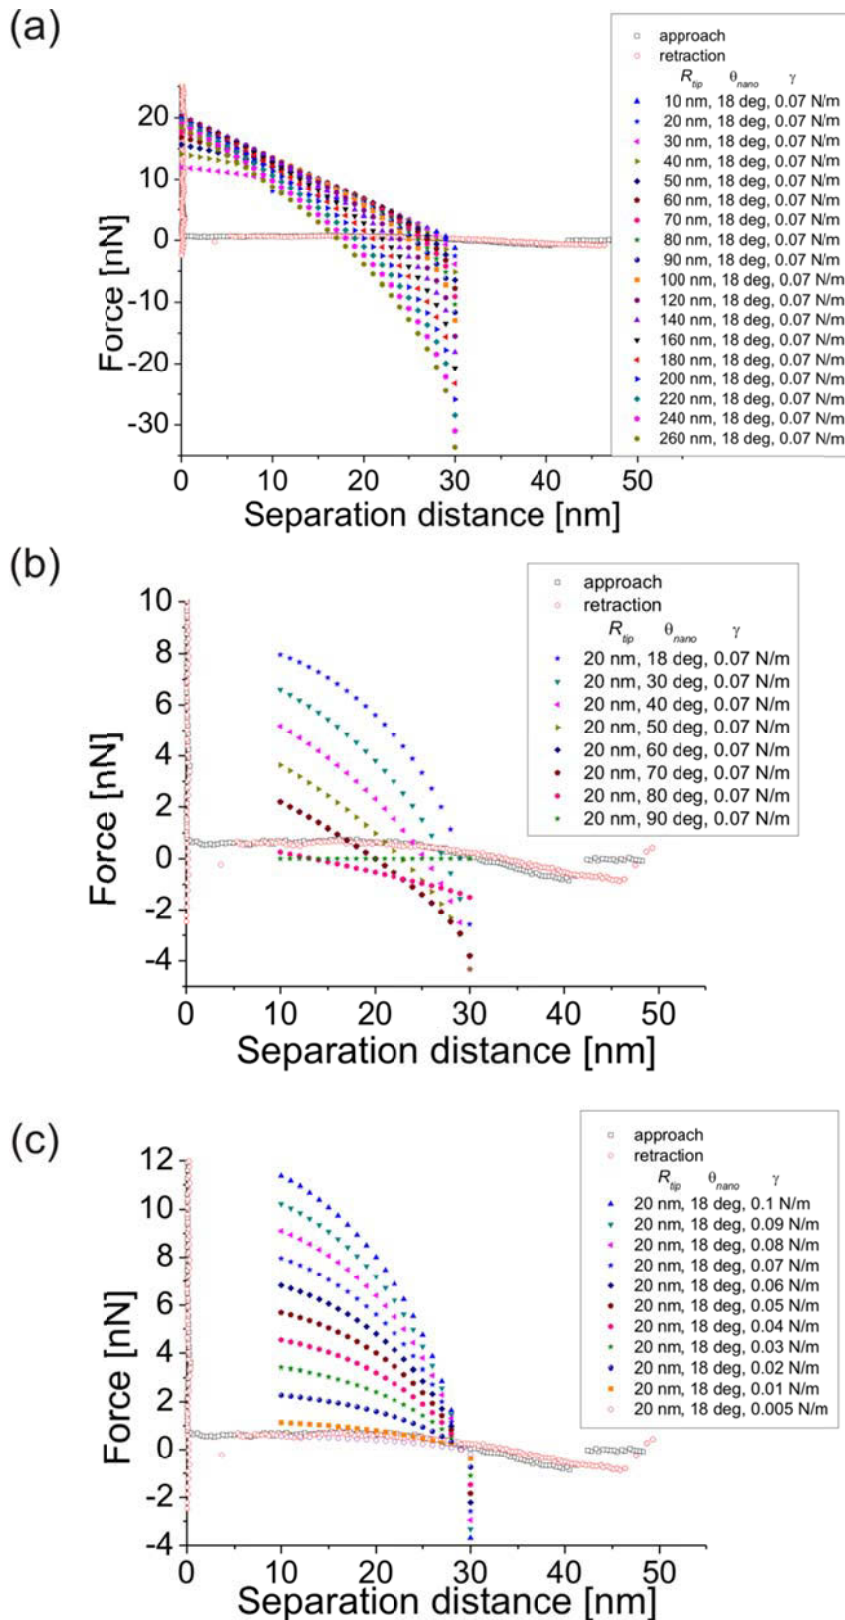 (a)
approach
retraction
R_tip θ_nano γ
10 nm, 18 deg, 0.07 N/m
20 nm, 18 deg, 0.07 N/m
30 nm, 18 deg, 0.07 N/m
40 nm, 18 deg, 0.07 N/m
50 nm, 18 deg, 0.07 N/m
60 nm, 18 deg, 0.07 N/m
70 nm, 18 deg, 0.07 N/m
80 nm, 18 deg, 0.07 N/m
90 nm, 18 deg, 0.07 N/m
100 nm, 18 deg, 0.07 N/m
120 nm, 18 deg, 0.07 N/m
140 nm, 18 deg, 0.07 N/m
160 nm, 18 deg, 0.07 N/m
180 nm, 18 deg, 0.07 N/m
200 nm, 18 deg, 0.07 N/m
220 nm, 18 deg, 0.07 N/m
240 nm, 18 deg, 0.07 N/m
260 nm, 18 deg, 0.07 N/m
Force [nN]
20
10
0
-10
-20
-30
0 10 20 30 40 50
Separation distance [nm]
(b)
approach
retraction
R_tip θ_nano γ
20 nm, 18 deg, 0.07 N/m
20 nm, 30 deg, 0.07 N/m
20 nm, 40 deg, 0.07 N/m
20 nm, 50 deg, 0.07 N/m
20 nm, 60 deg, 0.07 N/m
20 nm, 70 deg, 0.07 N/m
20 nm, 80 deg, 0.07 N/m
20 nm, 90 deg, 0.07 N/m
Force [nN]
10
8
6
4
2
0
-2
-4
0 10 20 30 40 50
Separation distance [nm]
(c)
approach
retraction
R_tip θ_nano γ
20 nm, 18 deg, 0.1 N/m
20 nm, 18 deg, 0.09 N/m
20 nm, 18 deg, 0.08 N/m
20 nm, 18 deg, 0.07 N/m
20 nm, 18 deg, 0.06 N/m
20 nm, 18 deg, 0.05 N/m
20 nm, 18 deg, 0.04 N/m
20 nm, 18 deg, 0.03 N/m
20 nm, 18 deg, 0.02 N/m
20 nm, 18 deg, 0.01 N/m
20 nm, 18 deg, 0.005 N/m
Force [nN]
12
10
8
6
4
2
0
-2
-4
0 10 20 30 40 50
Separation distance [nm]